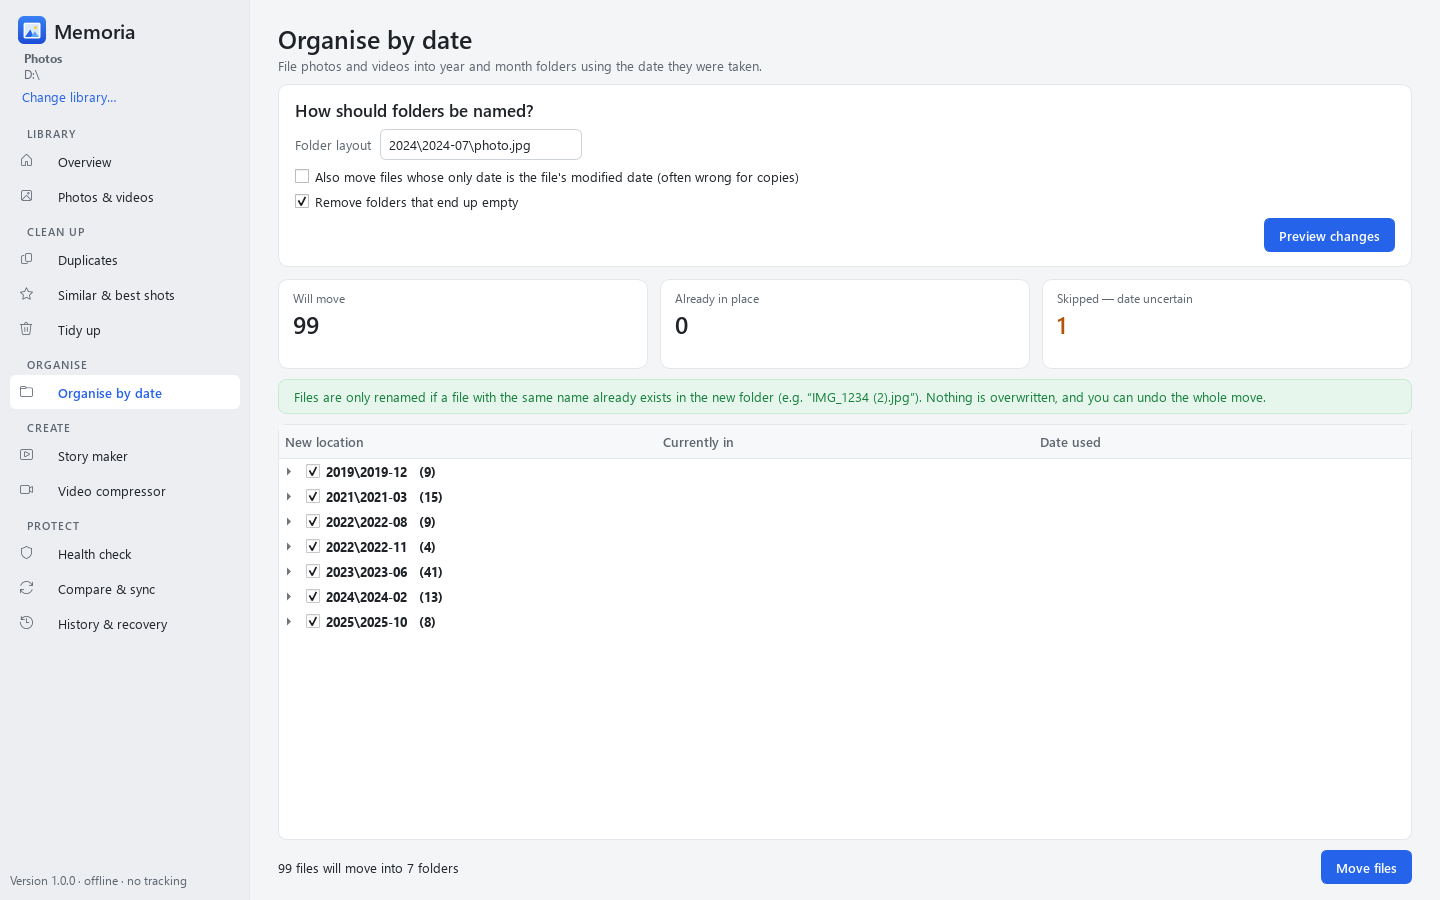 Memoria
Photos
D:\
Change library...
LIBRARY
Overview
Photos & videos
CLEAN UP
Duplicates
Similar & best shots
Tidy up
ORGANISE
Organise by date
CREATE
Story maker
Video compressor
PROTECT
Health check
Compare & sync
History & recovery
Version 1.0.0 · offline · no tracking
Organise by date
File photos and videos into year and month folders using the date they were taken.
How should folders be named?
Folder layout 2024\2024-07\photo.jpg
Also move files whose only date is the file's modified date (often wrong for copies)
Remove folders that end up empty
Preview changes
Will move
99
Already in place
0
Skipped — date uncertain
1
Files are only renamed if a file with the same name already exists in the new folder (e.g. “IMG_1234 (2).jpg”). Nothing is overwritten, and you can undo the whole move.
New location Currently in Date used
2019\2019-12 (9)
2021\2021-03 (15)
2022\2022-08 (9)
2022\2022-11 (4)
2023\2023-06 (41)
2024\2024-02 (13)
2025\2025-10 (8)
99 files will move into 7 folders
Move files